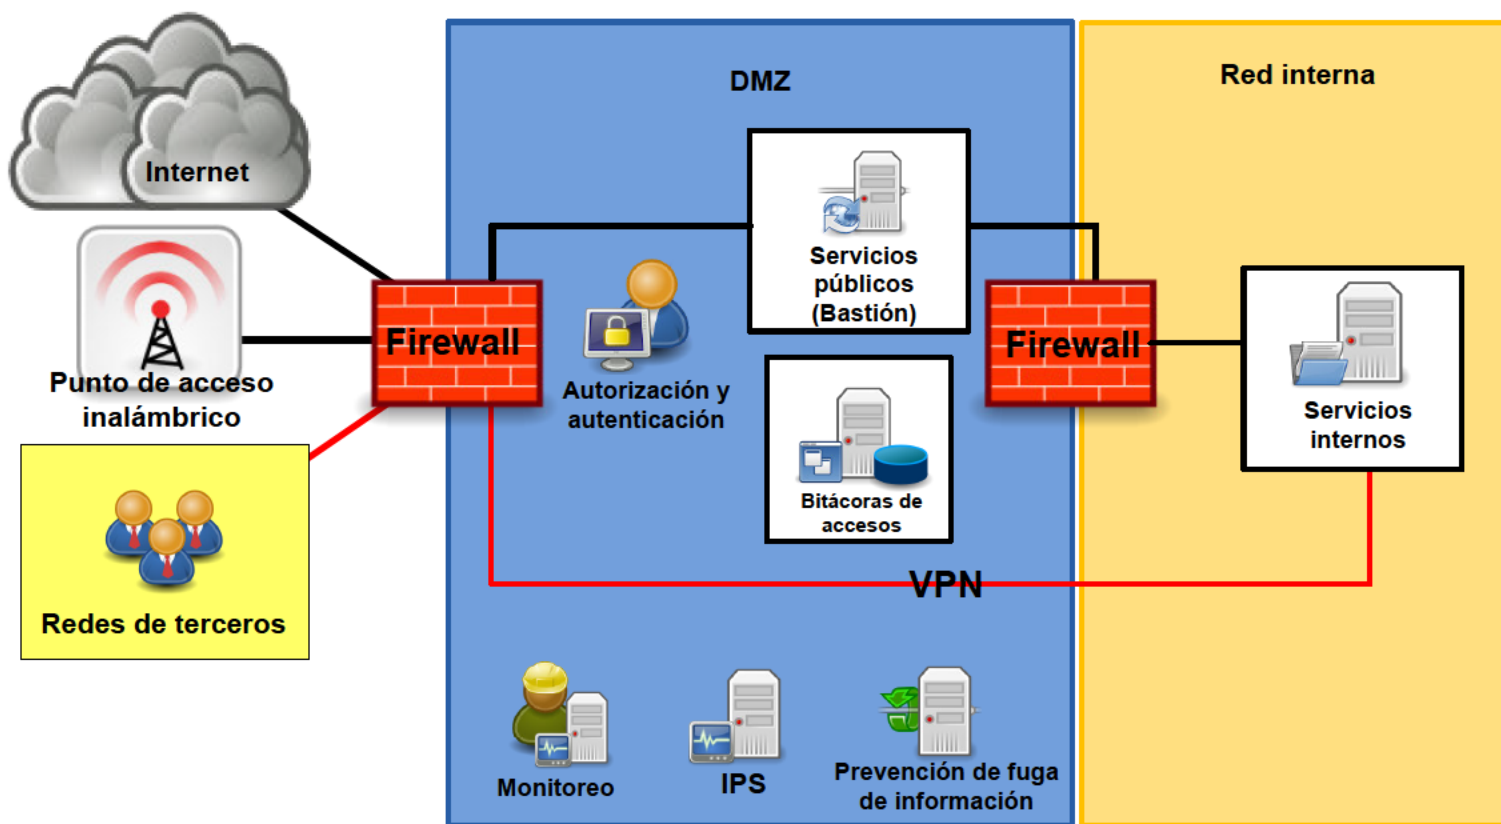 DMZ
Red interna
Internet
Servicios
públicos
(Bastión)
Firewall
Firewall
Punto de acceso
inalámbrico
Autorización y
autenticación
Servicios
internos
Bitácoras de
accesos
VPN
Redes de terceros
Monitoreo
IPS
Prevención de fuga
de información